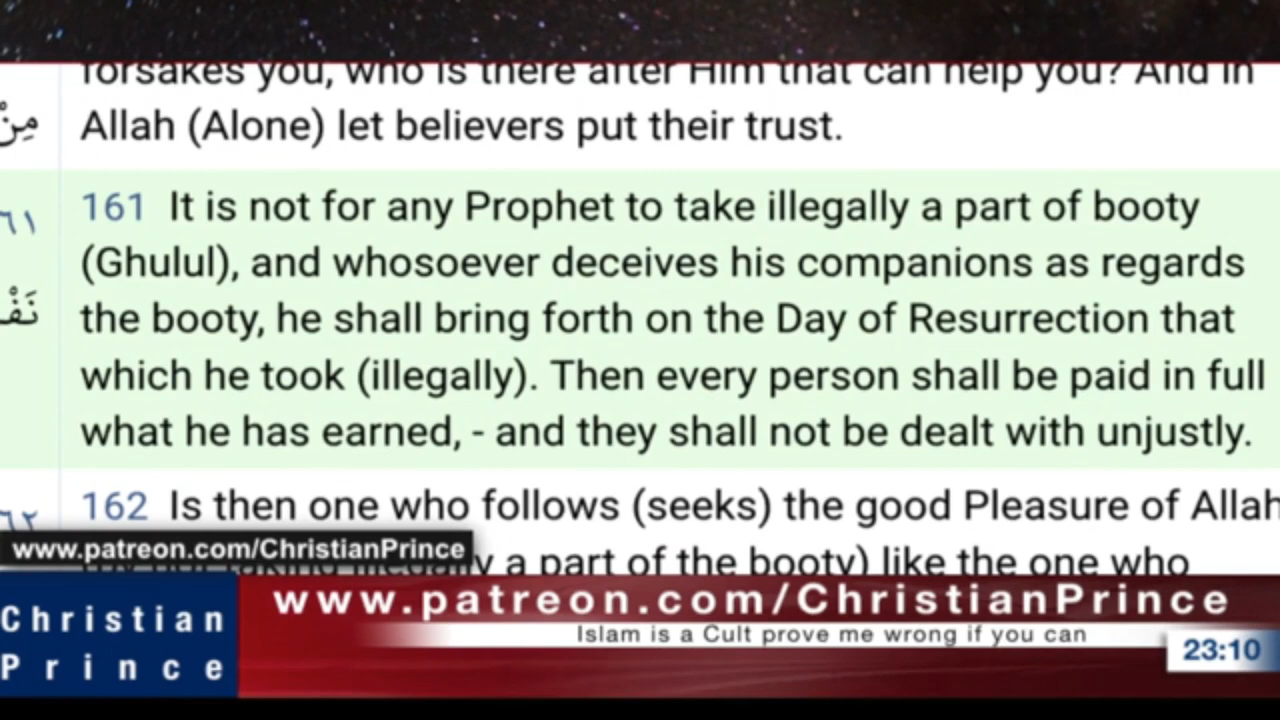 forsakes you, who is there after Him that can help you? And in
مِنْ
Allah (Alone) let believers put their trust.
161 It is not for any Prophet to take illegally a part of booty
(Ghulul), and whosoever deceives his companions as regards
the booty, he shall bring forth on the Day of Resurrection that
which he took (illegally). Then every person shall be paid in full
what he has earned, - and they shall not be dealt with unjustly.
162 Is then one who follows (seeks) the good Pleasure of Allah
www.patreon.com/ChristianPrince
a part of the booty) like the one who
Christian
Prince
www.patreon.com/ChristianPrince
Islam is a Cult prove me wrong if you can
23:10